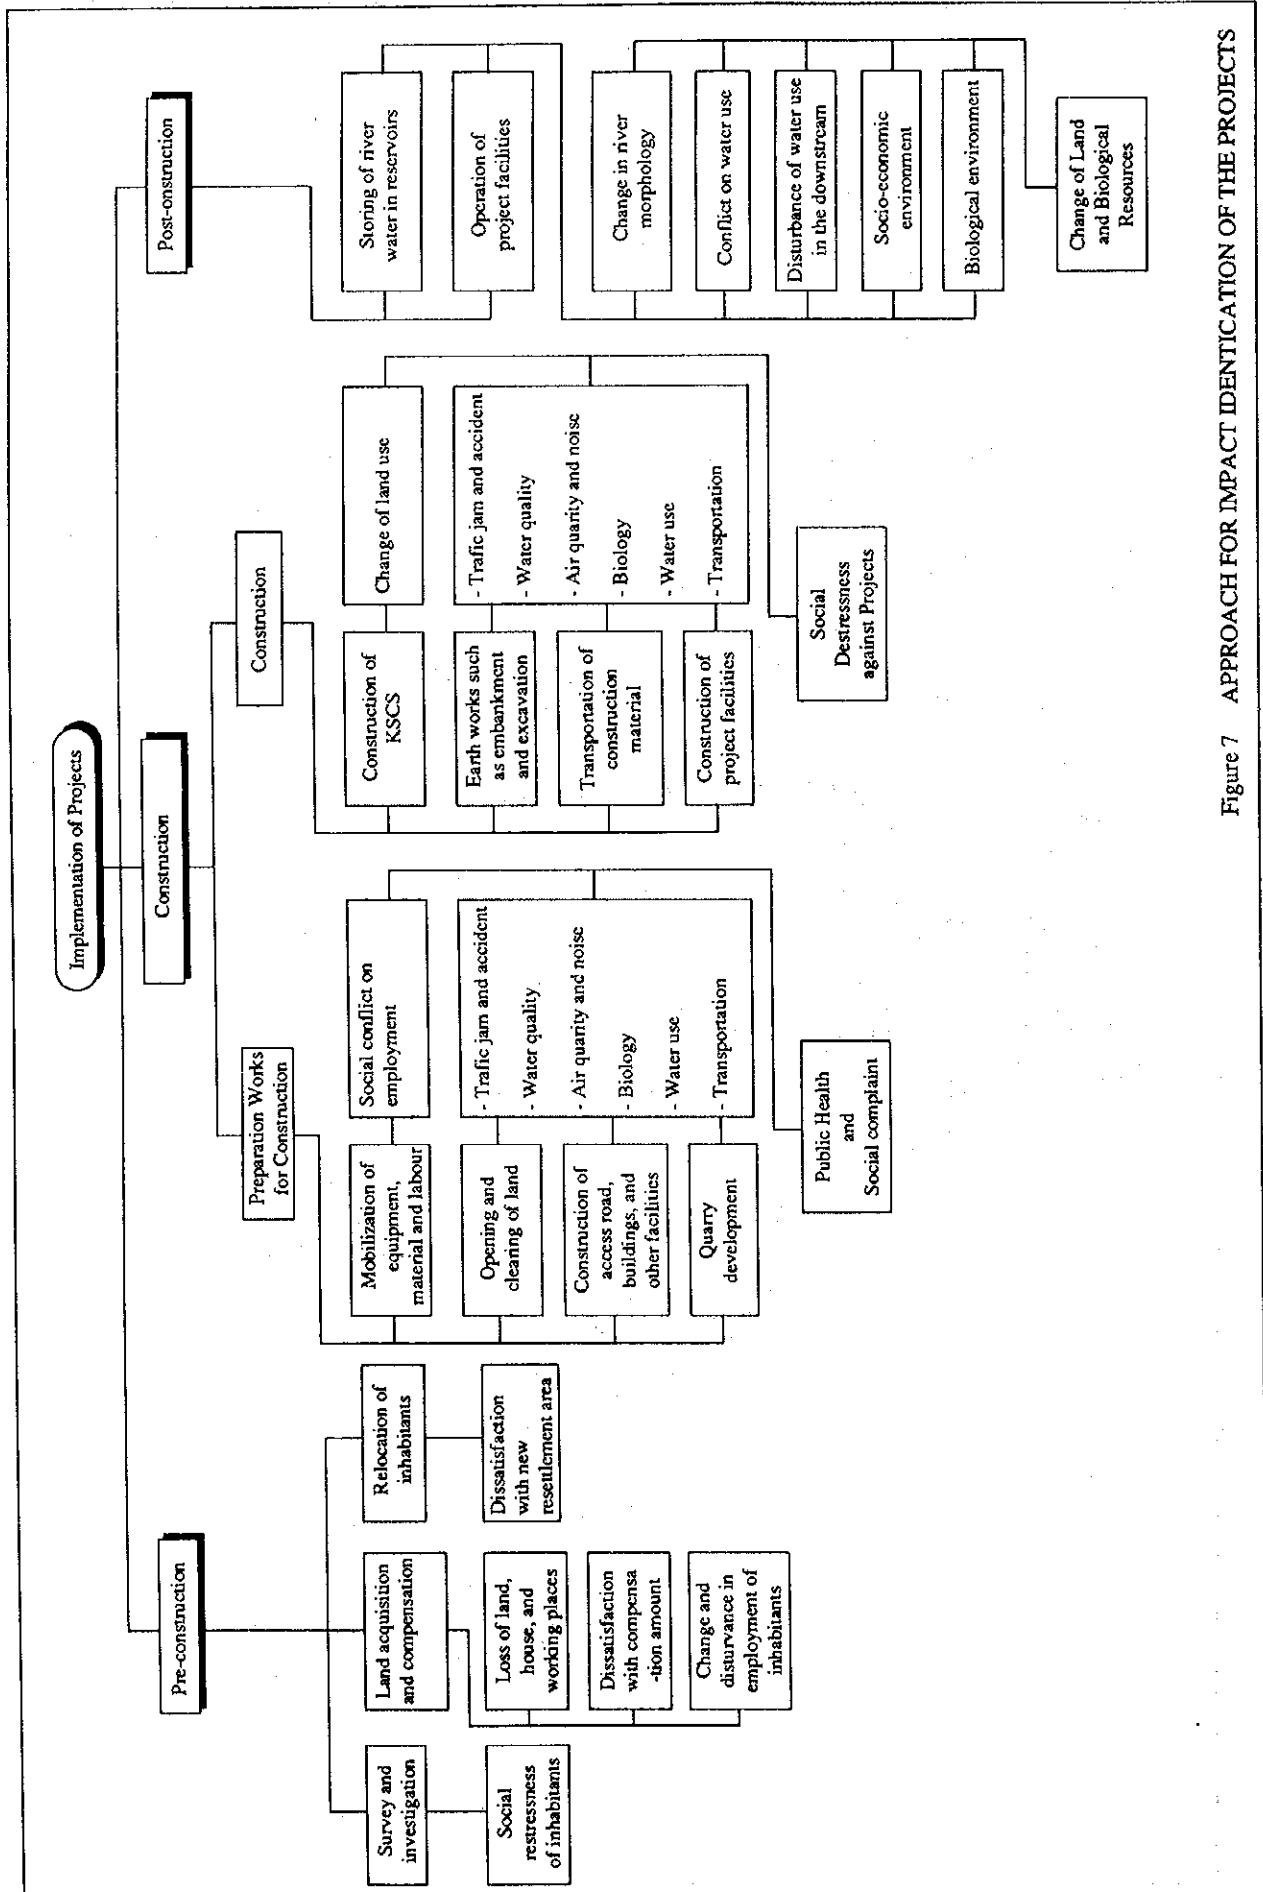 Implementation of Projects
Pre-construction
Survey and
investigation
Social
restressness
of inhabitants
Land acquisition
and compensation
Loss of land,
house, and
working places
Dissatisfaction
with compensa
-tion amount
Change and
disturvance in
employment of
inhabitants
Relocation of
inhabitants
Dissatisfaction
with new
resettlement area
Construction
Preparation Works
for Construction
Mobilization of
equipment,
material and labour
Social conflict on
employment
Opening and
clearing of land
Construction of
access road,
buildings, and
other facilities
Quarry
development
- Trafic jam and accident
- Water quality
- Air quarity and noise
- Biology
- Water use
- Transportation
Public Health
and
Social complaint
Construction
Construction of
KSCS
Change of land use
Earth works such
as embankment
and excavation
Transportation of
construction
material
Construction of
project facilities
- Trafic jam and accident
- Water quality
- Air quarity and noise
- Biology
- Water use
- Transportation
Social
Destressness
against Projects
Post-onstruction
Storing of river
water in reservoirs
Operation of
project facilities
Change in river
morphology
Conflict on water use
Disturbance of water use
in the downstream
Socio-economic
environment
Biological environment
Change of Land
and Biological
Resources
Figure 7 APPROACH FOR IMPACT IDENTICATION OF THE PROJECTS